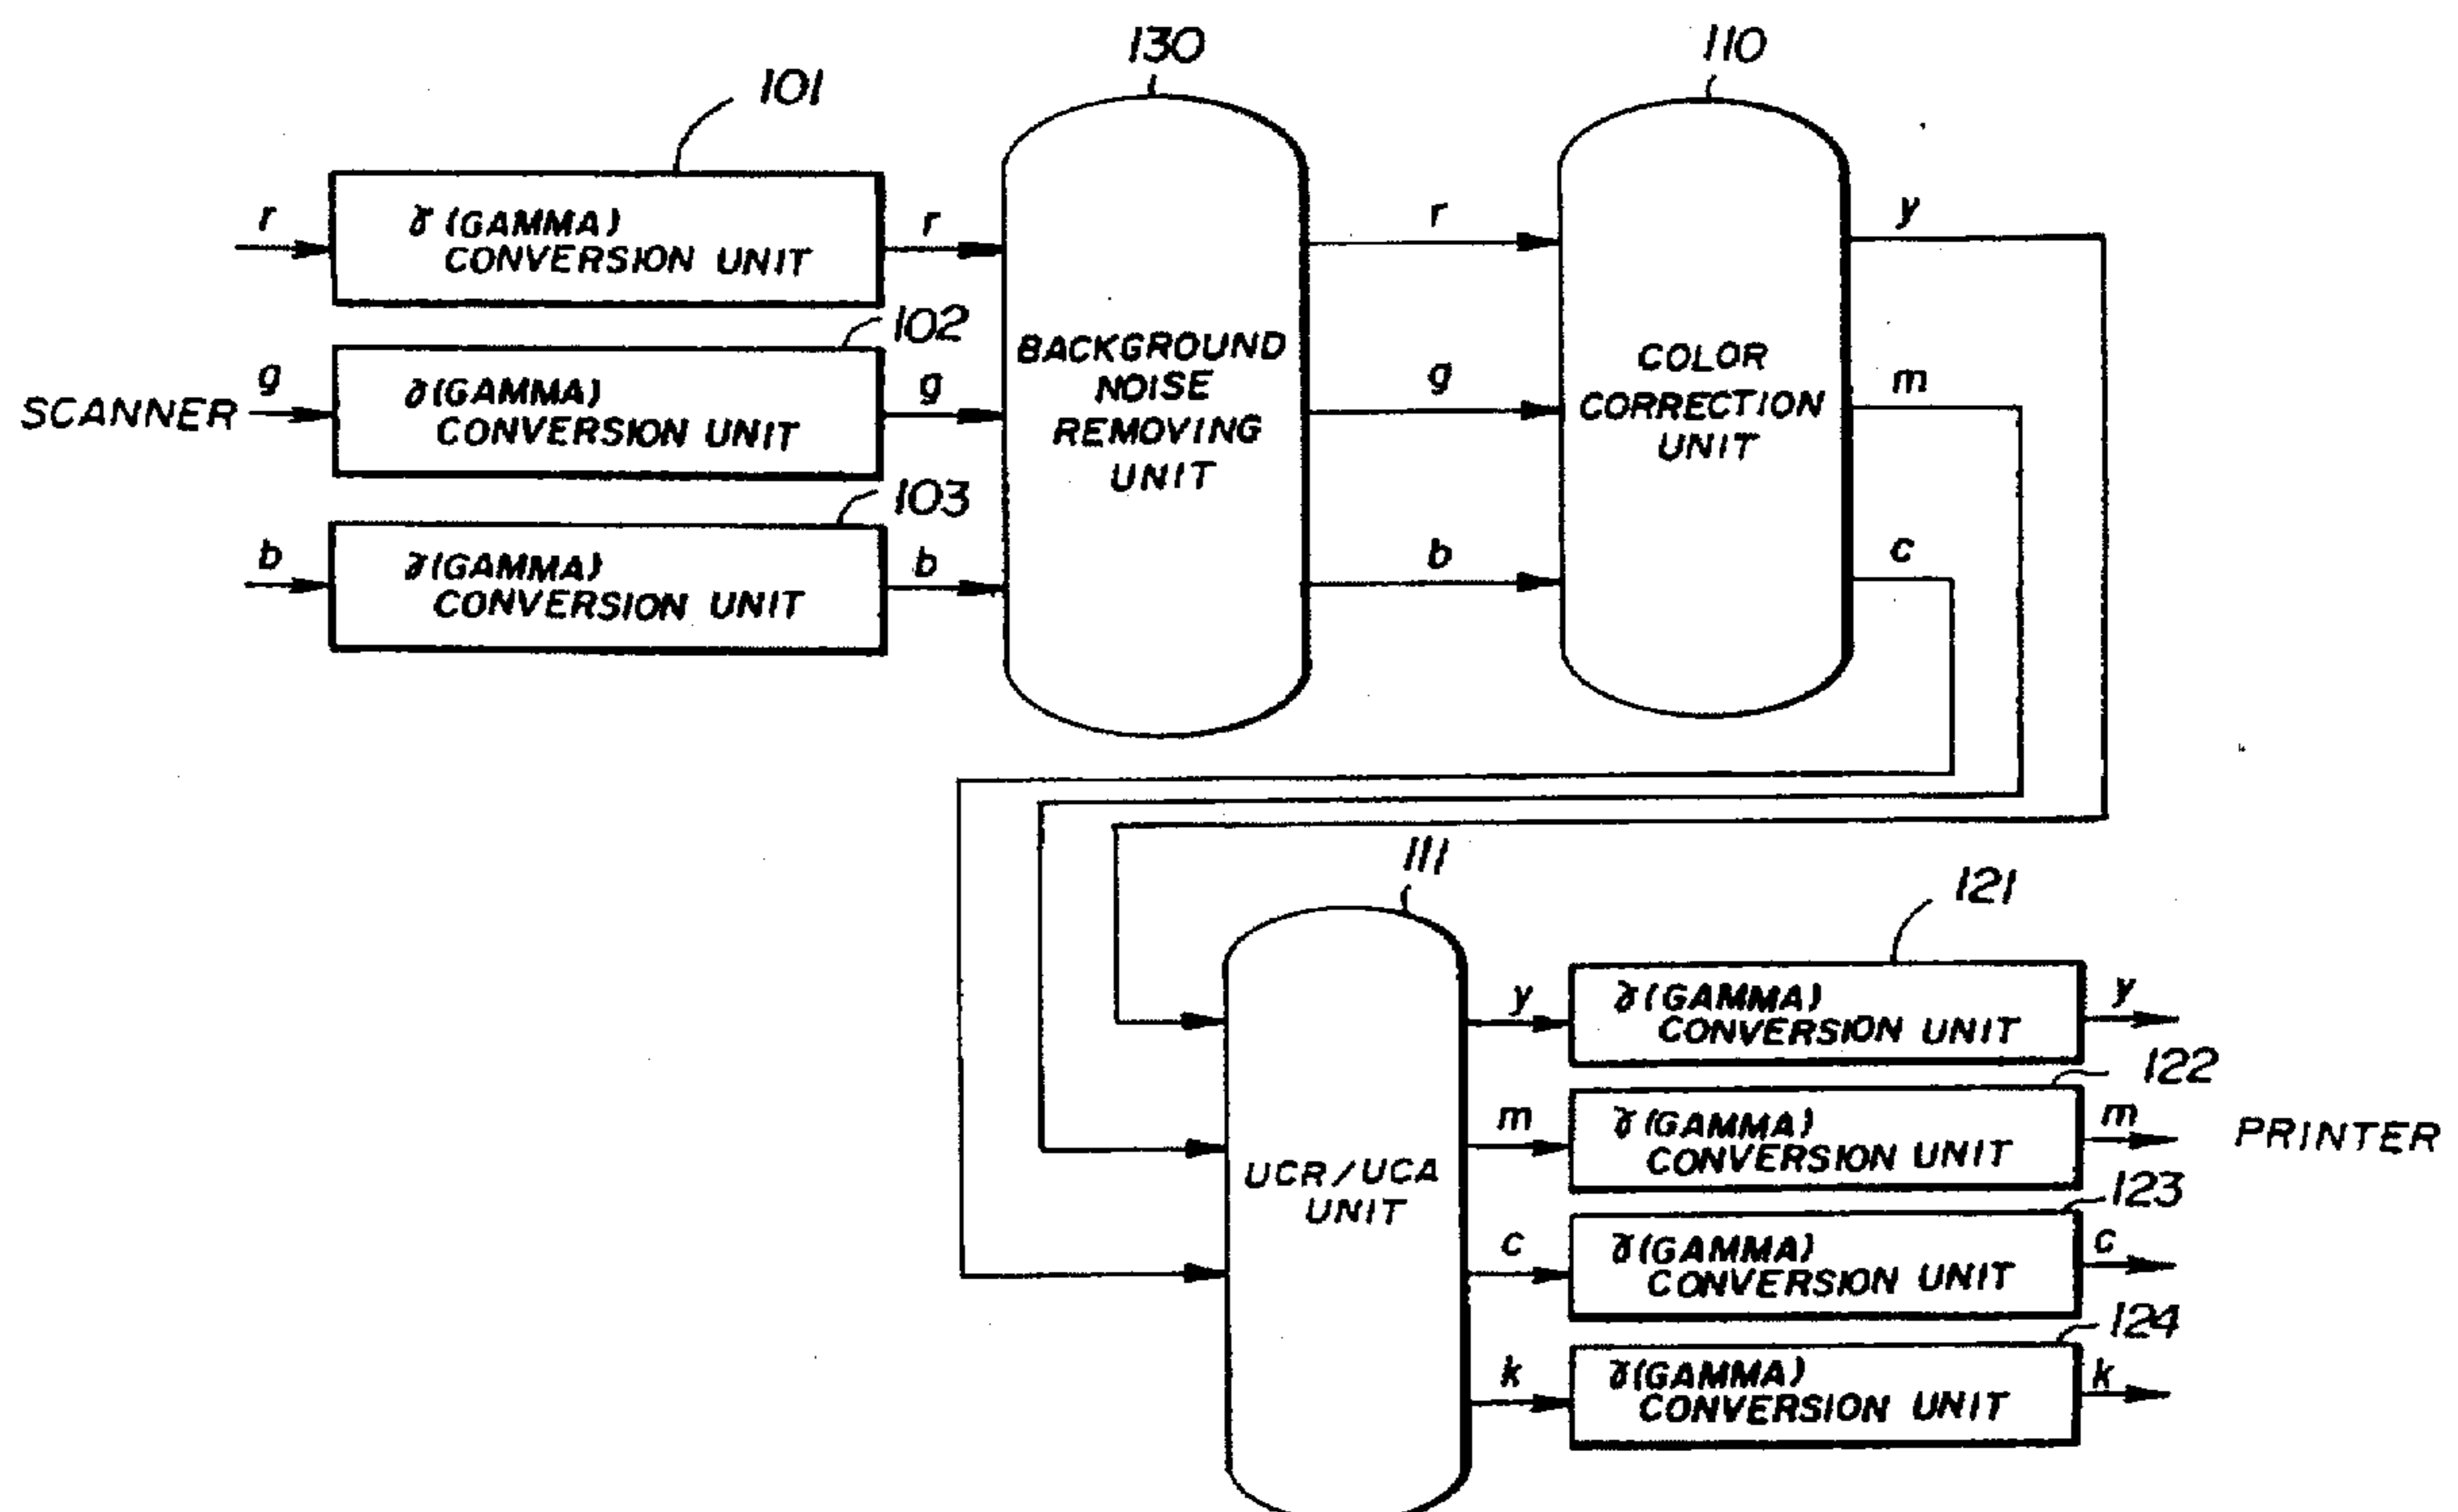 130
110
101
r
γ (GAMMA)
CONVERSION UNIT
r
r
y
102
SCANNER
g
γ (GAMMA)
CONVERSION UNIT
g
BACKGROUND
NOISE
REMOVING
UNIT
g
COLOR
CORRECTION
UNIT
m
103
b
γ (GAMMA)
CONVERSION UNIT
b
b
c
111
121
y
γ (GAMMA)
CONVERSION UNIT
y
122
UCR/UCA
UNIT
m
γ (GAMMA)
CONVERSION UNIT
m
PRINTER
123
c
γ (GAMMA)
CONVERSION UNIT
c
124
k
γ (GAMMA)
CONVERSION UNIT
k